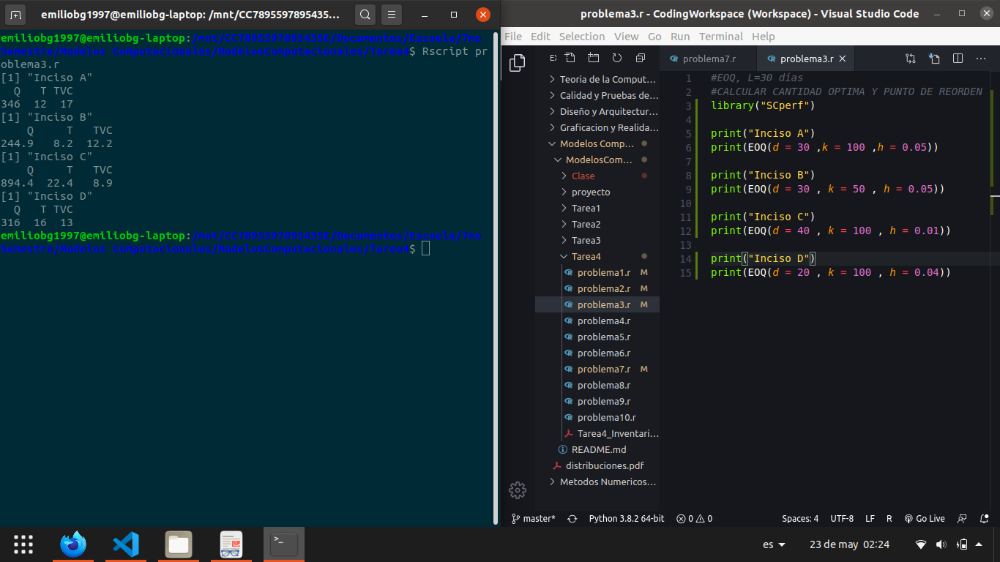 emiliobg1997@emiliobg-laptop: /mnt/CC7895597895435…
emiliobg1997@emiliobg-laptop:/mnt/CC7895597895435E/Documentos/Escuela/7mo
Semestre/Modelos Computacionales/ModelosComputacionales/Tarea4$ Rscript pr
oblema3.r
[1] "Inciso A"
  Q   T TVC
346  12  17
[1] "Inciso B"
    Q     T   TVC
244.9   8.2  12.2
[1] "Inciso C"
    Q     T   TVC
894.4  22.4   8.9
[1] "Inciso D"
  Q   T TVC
316  16  13
emiliobg1997@emiliobg-laptop:/mnt/CC7895597895435E/Documentos/Escuela/7mo
Semestre/Modelos Computacionales/ModelosComputacionales/Tarea4$
problema3.r - CodingWorkspace (Workspace) - Visual Studio Code
File Edit Selection View Go Run Terminal Help
Teoria de la Comput…
Calidad y Pruebas de…
Diseño y Arquitectur…
Graficacion y Realida…
Modelos Comp…
ModelosCom…
Clase
proyecto
Tarea1
Tarea2
Tarea3
Tarea4
problema1.r M
problema2.r M
problema3.r M
problema4.r
problema5.r
problema6.r
problema7.r M
problema8.r
problema9.r
problema10.r
Tarea4_Inventari…
README.md
distribuciones.pdf
Metodos Numericos…
problema7.r problema3.r
1 #EOQ, L=30 días
2 #CALCULAR CANTIDAD OPTIMA Y PUNTO DE REORDEN
3 library("SCperf")
4
5 print("Inciso A")
6 print(EOQ(d = 30 ,k = 100 ,h = 0.05))
7
8 print("Inciso B")
9 print(EOQ(d = 30 , k = 50 , h = 0.05))
10
11 print("Inciso C")
12 print(EOQ(d = 40 , k = 100 , h = 0.01))
13
14 print("Inciso D")
15 print(EOQ(d = 20 , k = 100 , h = 0.04))
master* Python 3.8.2 64-bit 0 0 Spaces: 4 UTF-8 LF R Go Live
es 23 de may 02:24